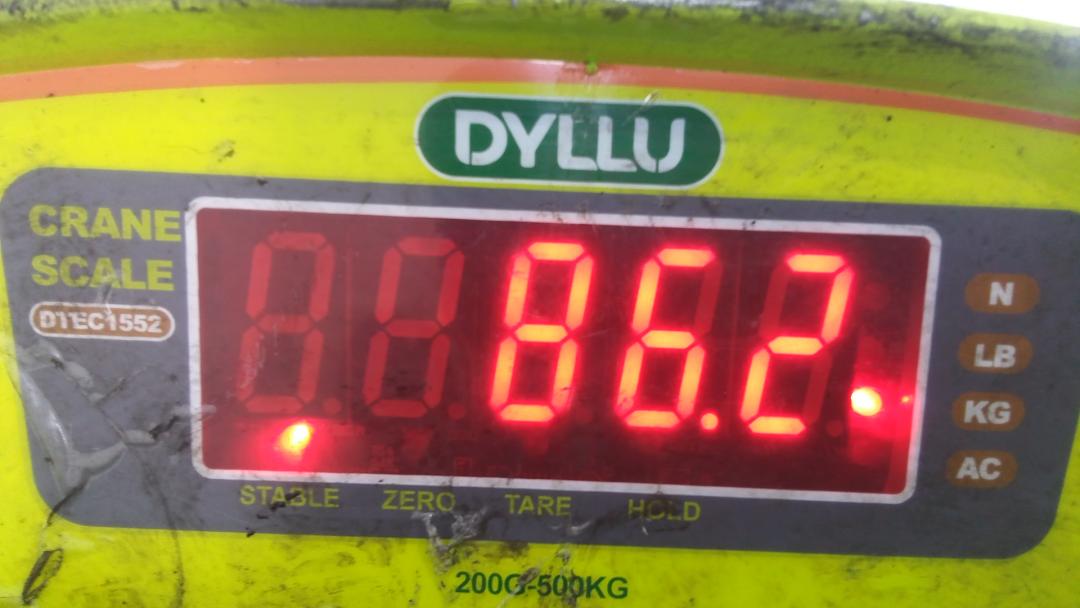 DYLLU
CRANE
SCALE
DTEC1552
86.2
N
LB
KG
AC
STABLE ZERO TARE HOLD
200G-500KG